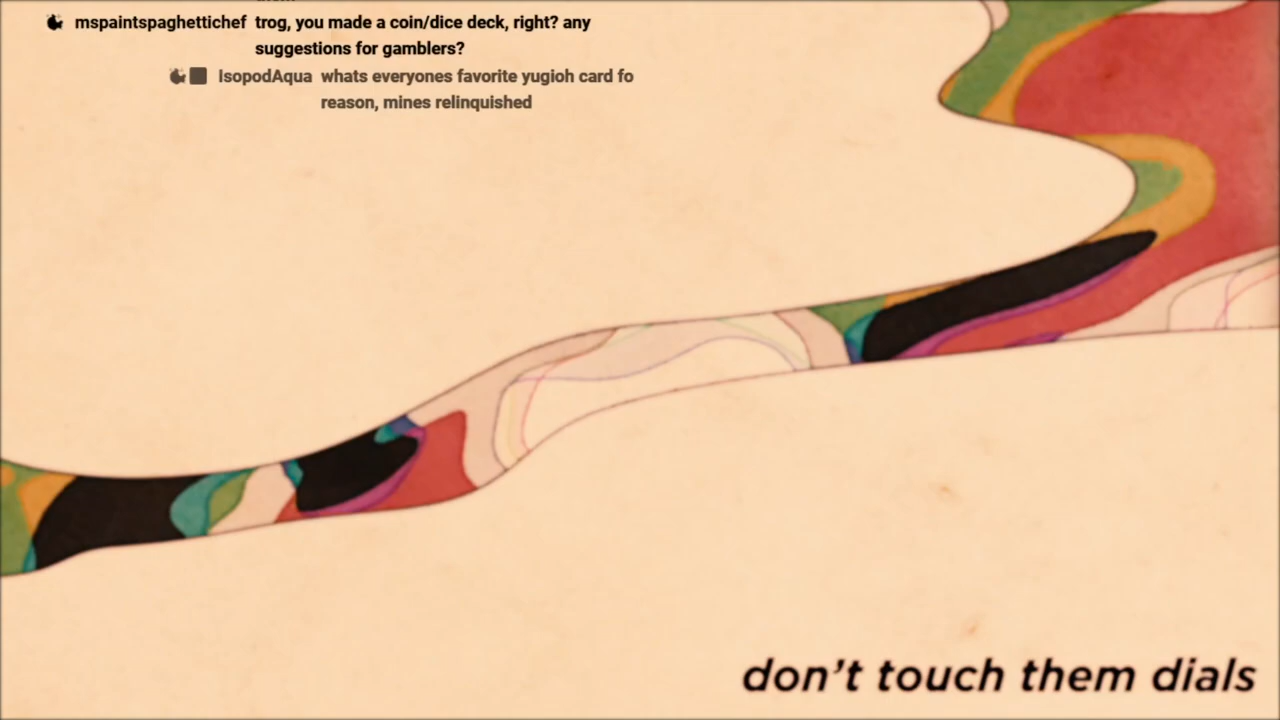 mspaintspaghettichef trog, you made a coin/dice deck, right? any
suggestions for gamblers?
IsopodAqua whats everyones favorite yugioh card fo
reason, mines relinquished
don't touch them dials